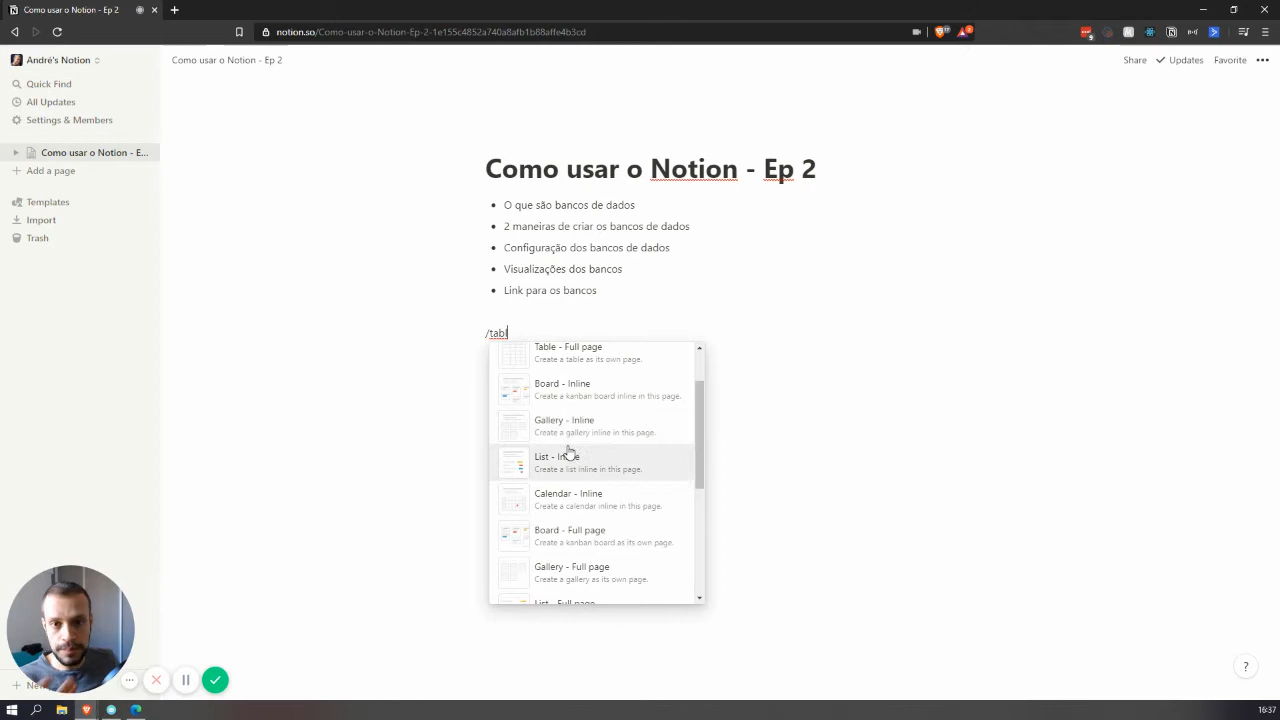 Como usar o Notion - Ep 2
notion.so/Como-usar-o-Notion-Ep-2-1e155c4852a740a8afb1b88affe4b3cd
André's Notion
Como usar o Notion - Ep 2
Share
Updates
Favorite
Quick Find
All Updates
Settings & Members
Como usar o Notion - E...
Add a page
Templates
Import
Trash
Como usar o Notion - Ep 2
• O que são bancos de dados
• 2 maneiras de criar os bancos de dados
• Configuração dos bancos de dados
• Visualizações dos bancos
• Link para os bancos
/tabl
Table - Full page
Create a table as its own page.
Board - Inline
Create a kanban board inline in this page.
Gallery - Inline
Create a gallery inline in this page.
List - Inline
Create a list inline in this page.
Calendar - Inline
Create a calendar inline in this page.
Board - Full page
Create a kanban board as its own page.
Gallery - Full page
Create a gallery as its own page.
List - Full page
New
?
16:37